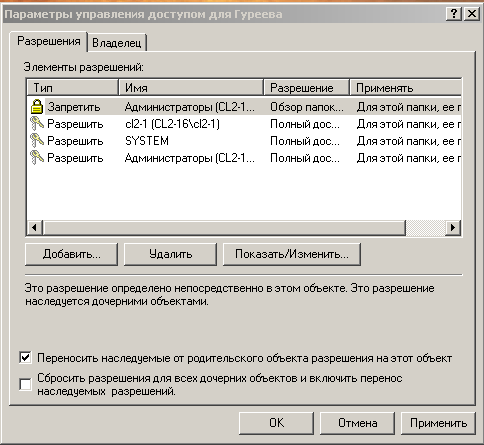 Параметры управления доступом для Гуреева
Разрешения Владелец
Элементы разрешений:
Тип Имя Разрешение Применять
Запретить Администраторы (CL2-1... Обзор папок... Для этой папки, ее п
Разрешить cl2-1 (CL2-16\cl2-1) Полный дос... Для этой папки, ее п
Разрешить SYSTEM Полный дос... Для этой папки, ее п
Разрешить Администраторы (CL2-1... Полный дос... Для этой папки, ее п
Добавить... Удалить Показать/Изменить...
Это разрешение определено непосредственно в этом объекте. Это разрешение
наследуется дочерними объектами.
Переносить наследуемые от родительского объекта разрешения на этот объект
Сбросить разрешения для всех дочерних объектов и включить перенос
наследуемых разрешений.
OK Отмена Применить